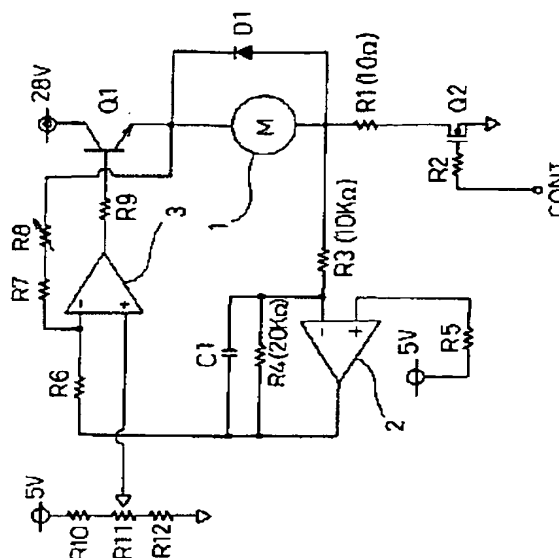 28V
Q1
D1
R8
R7
R9
3
1
M
R1(10Ω)
Q2
R2
CONT
R6
C1
R4(20KΩ)
R3(10KΩ)
2
5V
R5
5V
R10
R11
R12